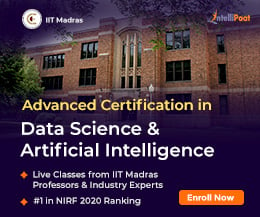 IIT Madras
IntelliPaat
Advanced Certification in
Data Science &
Artificial Intelligence
Live Classes from IIT Madras
Professors & Industry Experts
#1 in NIRF 2020 Ranking
Enroll Now